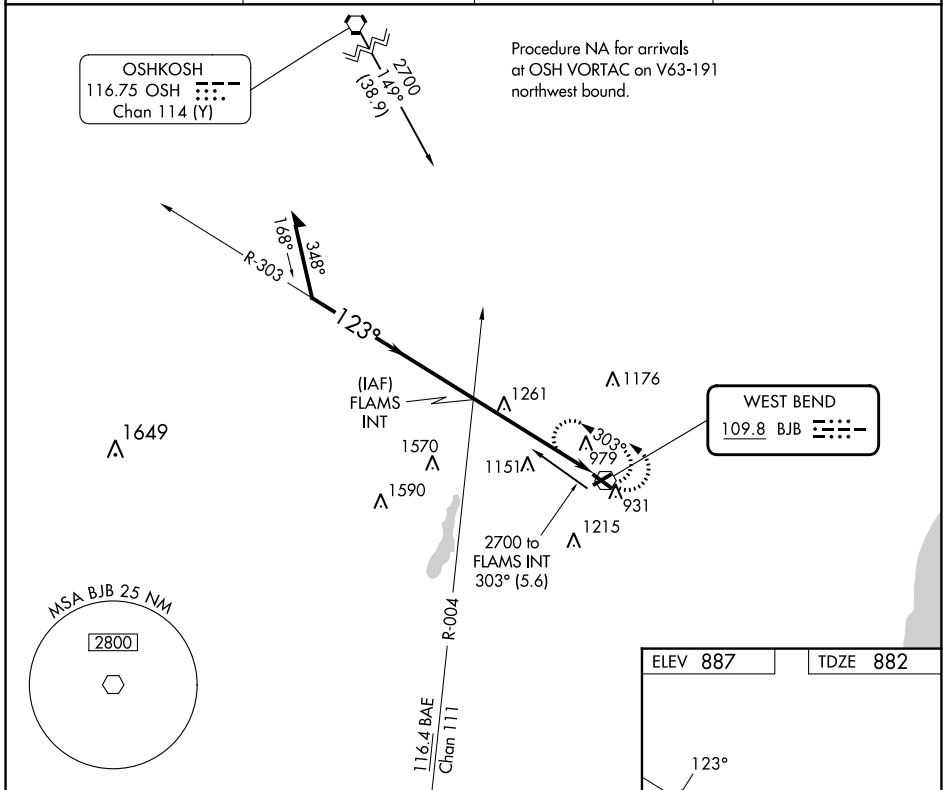 OSHKOSH
116.75 OSH
Chan 114 (Y)
2700
149°
(38.9)
Procedure NA for arrivals
at OSH VORTAC on V63-191
northwest bound.
R-303
168°
348°
123°
(IAF)
FLAMS
INT
1261
1176
WEST BEND
109.8 BJB
1649
1570
1590
1151
303°
979
931
1215
2700 to
FLAMS INT
303° (5.6)
MSA BJB 25 NM
2800
R-004
116.4 BAE
Chan 111
ELEV 887
TDZE 882
123°